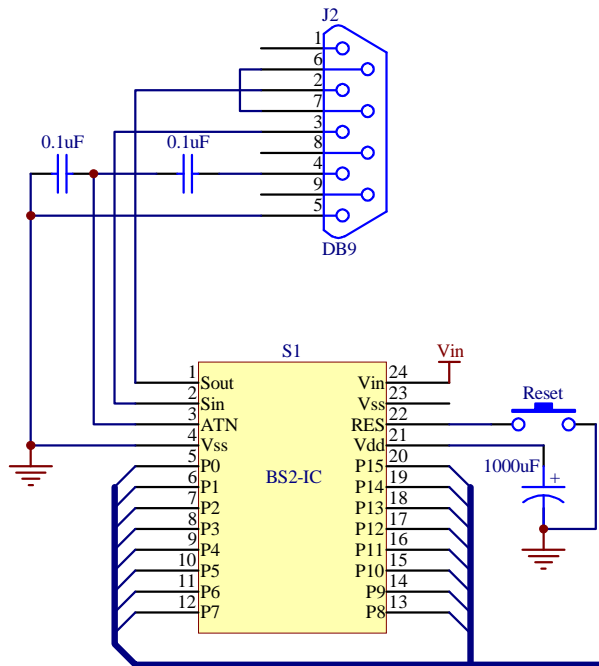 J2
1
6
2
7
3
8
4
9
5
DB9
0.1uF 0.1uF
S1
Vin
1 Sout Vin 24
2 Sin Vss 23
3 ATN RES 22
4 Vss Vdd 21
5 P0 P15 20
6 P1 P14 19
7 P2 P13 18
8 P3 P12 17
9 P4 P11 16
10 P5 P10 15
11 P6 P9 14
12 P7 P8 13
BS2-IC
Reset
1000uF
+